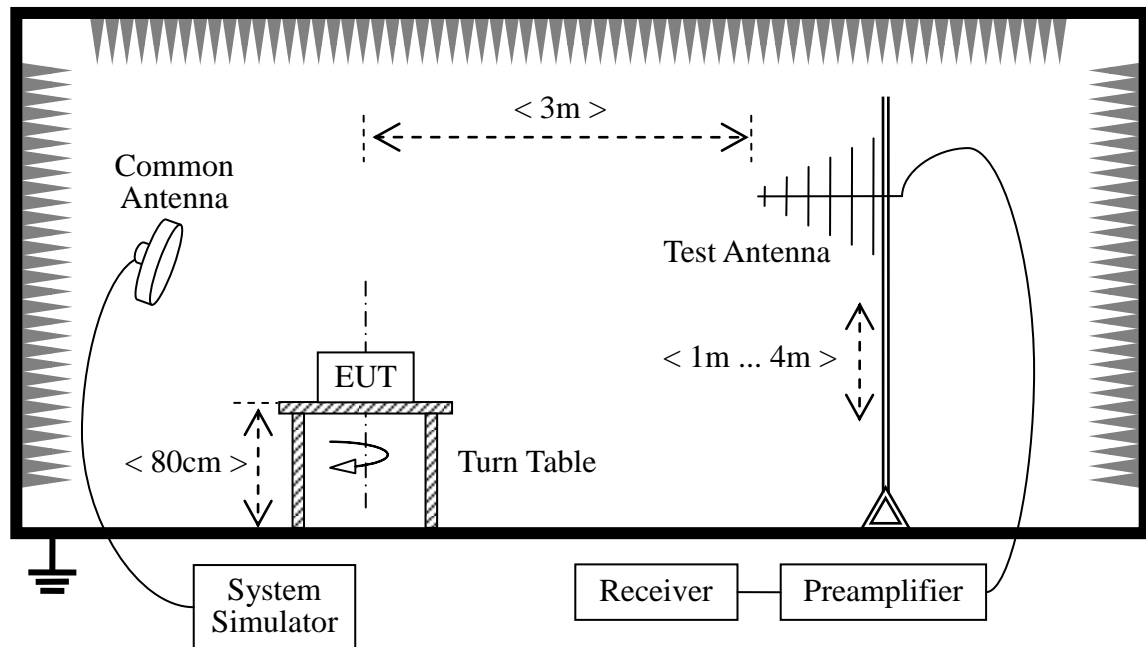 < 3m >
Common
Antenna
Test Antenna
< 1m ... 4m >
EUT
< 80cm >
Turn Table
System
Simulator
Receiver
Preamplifier